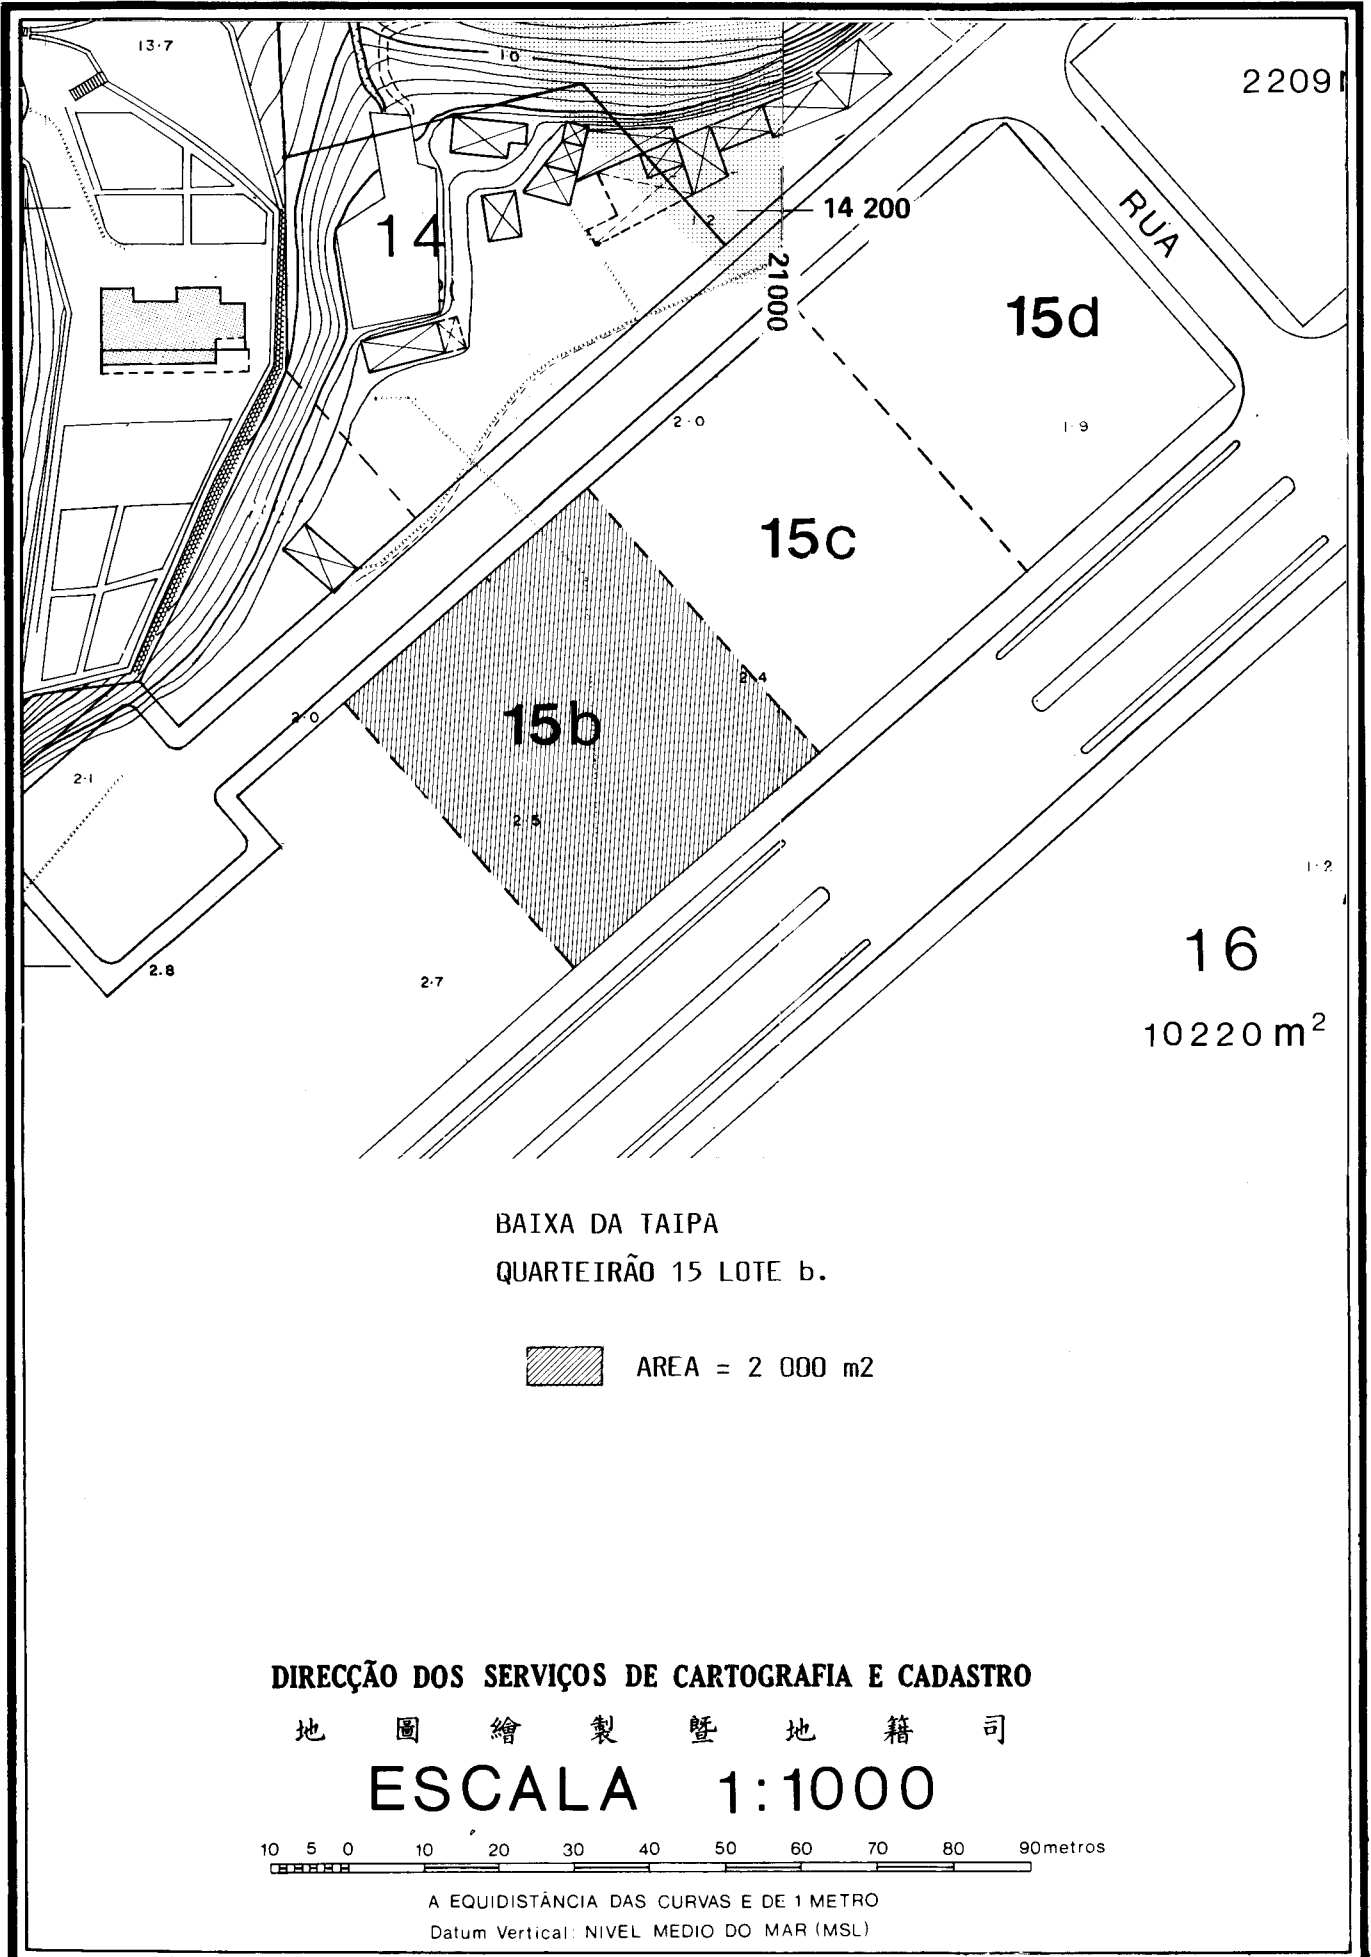 13.7
10
2209
14
14 200
1.2
RUA
21000
15d
2.0
1.9
15c
2.4
15b
2.0
2.1
2.5
1.2
16
2.8
2.7
10220 m²
BAIXA DA TAIPA
QUARTEIRÃO 15 LOTE b.
AREA = 2 000 m2
DIRECÇÃO DOS SERVIÇOS DE CARTOGRAFIA E CADASTRO
地圖繪製暨地籍司
ESCALA 1:1000
10 5 0 10 20 30 40 50 60 70 80 90 metros
A EQUIDISTÂNCIA DAS CURVAS E DE 1 METRO
Datum Vertical: NIVEL MEDIO DO MAR (MSL)